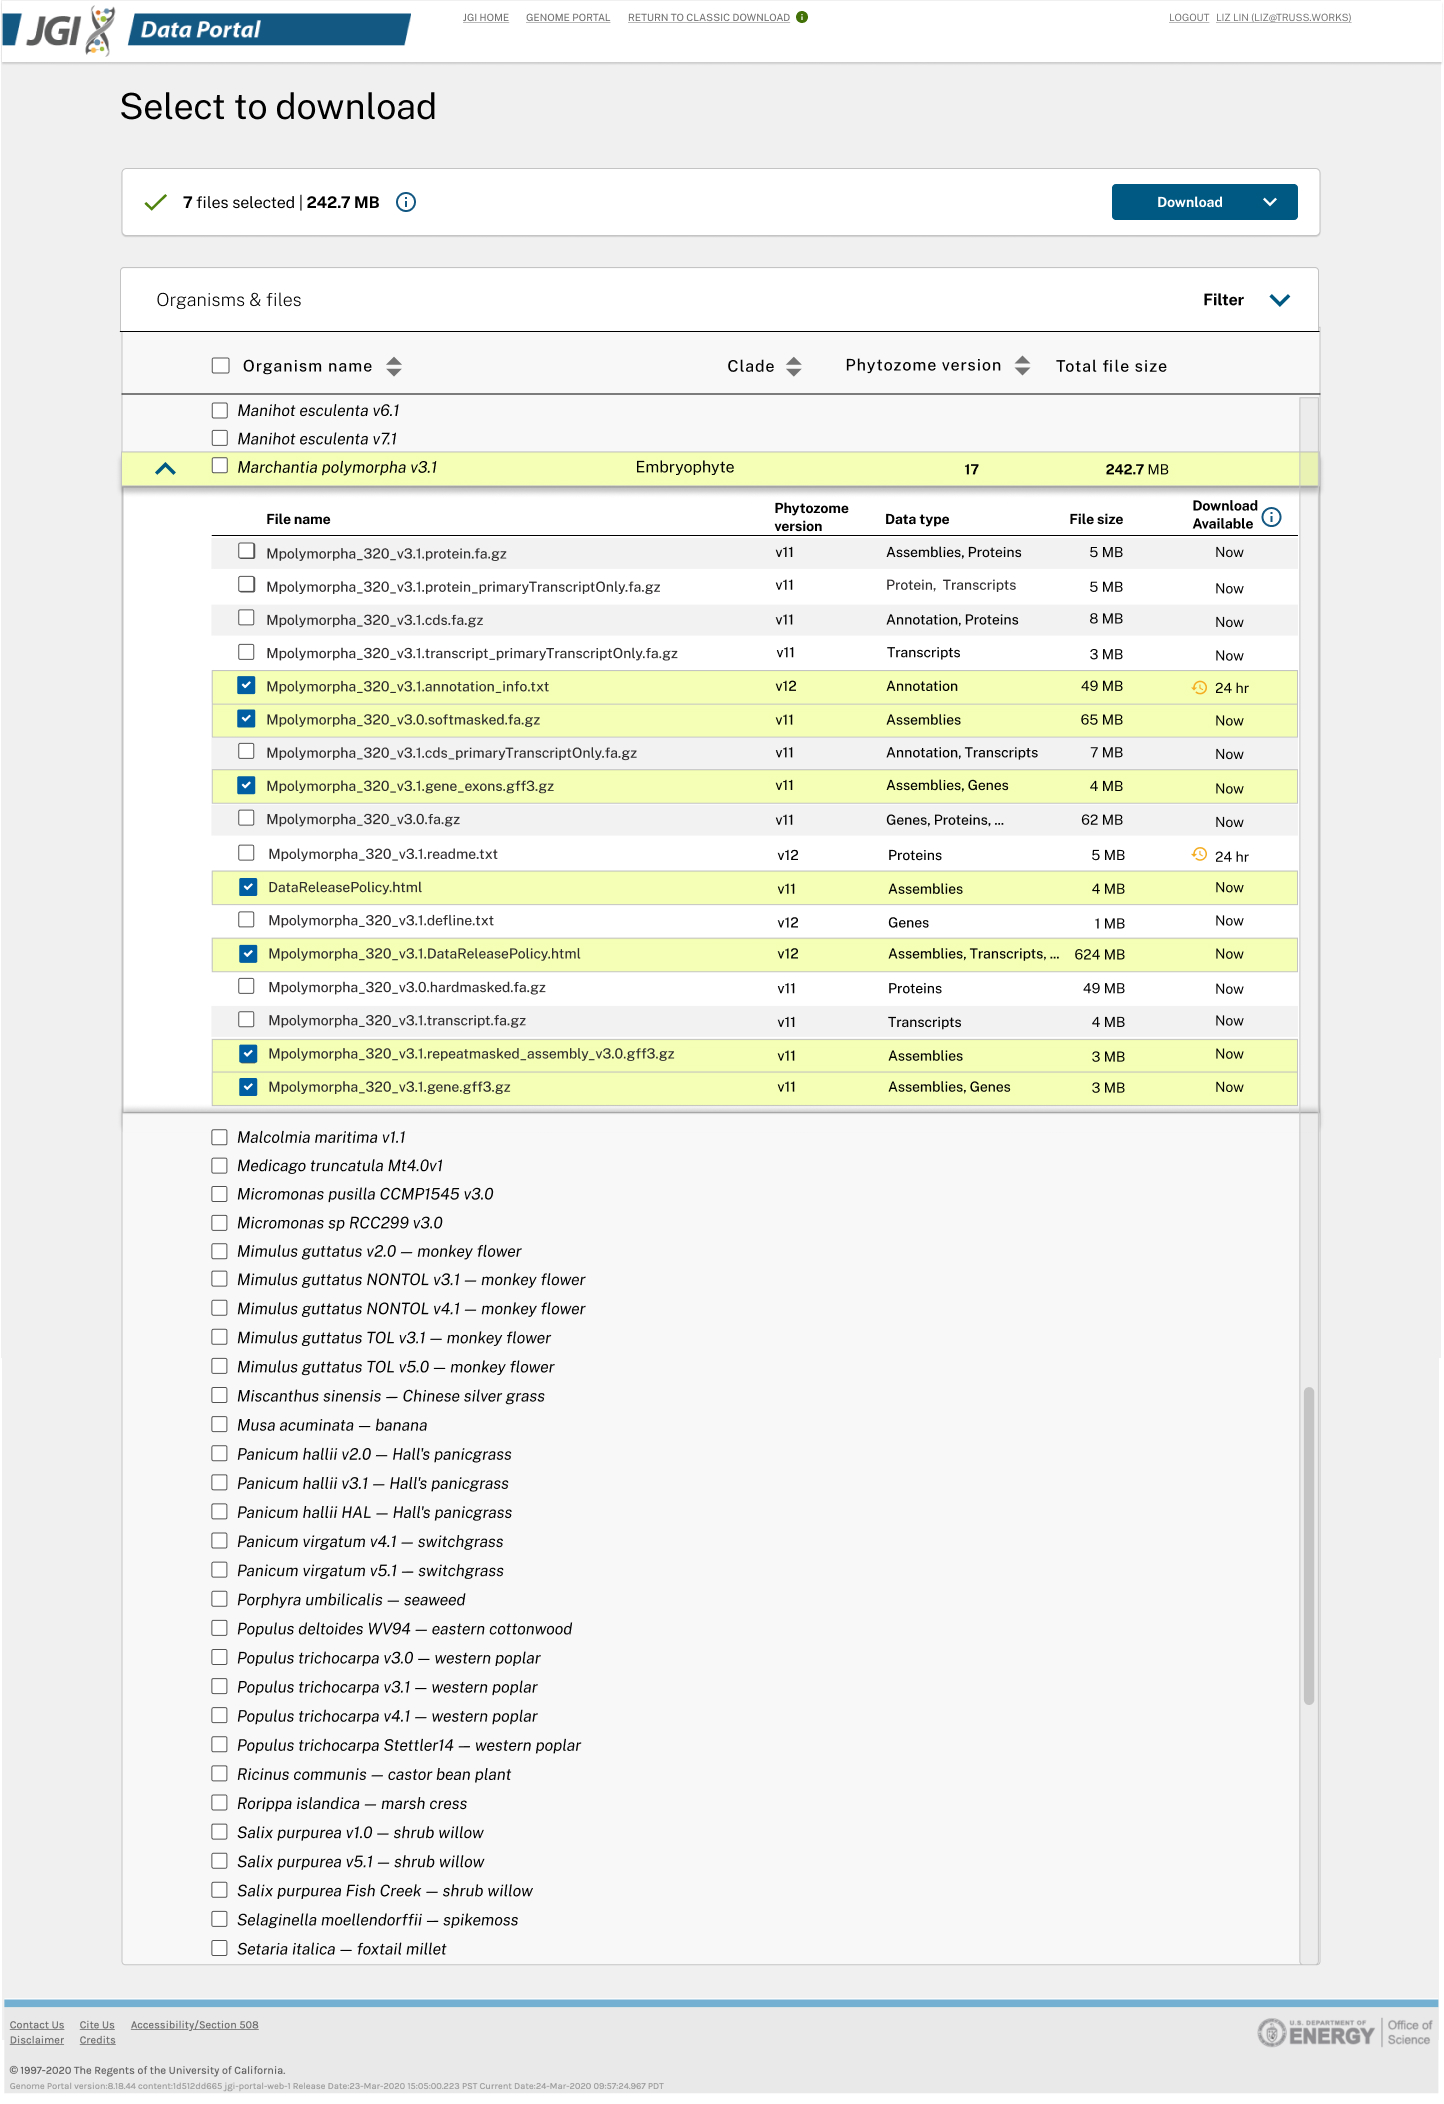 JGI Data Portal
JGI HOME GENOME PORTAL RETURN TO CLASSIC DOWNLOAD i
LOGOUT LIZ LIN (LIZ@TRUSS.WORKS)
Select to download
7 files selected | 242.7 MB i
Download
Organisms & files
Filter
Organism name Clade Phytozome version Total file size
Manihot esculenta v6.1
Manihot esculenta v7.1
Marchantia polymorpha v3.1 Embryophyte 17 242.7 MB
File name Phytozome version Data type File size Download Available i
Mpolymorpha_320_v3.1.protein.fa.gz v11 Assemblies, Proteins 5 MB Now
Mpolymorpha_320_v3.1.protein_primaryTranscriptOnly.fa.gz v11 Protein, Transcripts 5 MB Now
Mpolymorpha_320_v3.1.cds.fa.gz v11 Annotation, Proteins 8 MB Now
Mpolymorpha_320_v3.1.transcript_primaryTranscriptOnly.fa.gz v11 Transcripts 3 MB Now
Mpolymorpha_320_v3.1.annotation_info.txt v12 Annotation 49 MB 24 hr
Mpolymorpha_320_v3.0.softmasked.fa.gz v11 Assemblies 65 MB Now
Mpolymorpha_320_v3.1.cds_primaryTranscriptOnly.fa.gz v11 Annotation, Transcripts 7 MB Now
Mpolymorpha_320_v3.1.gene_exons.gff3.gz v11 Assemblies, Genes 4 MB Now
Mpolymorpha_320_v3.0.fa.gz v11 Genes, Proteins, ... 62 MB Now
Mpolymorpha_320_v3.1.readme.txt v12 Proteins 5 MB 24 hr
DataReleasePolicy.html v11 Assemblies 4 MB Now
Mpolymorpha_320_v3.1.defline.txt v12 Genes 1 MB Now
Mpolymorpha_320_v3.1.DataReleasePolicy.html v12 Assemblies, Transcripts, ... 624 MB Now
Mpolymorpha_320_v3.0.hardmasked.fa.gz v11 Proteins 49 MB Now
Mpolymorpha_320_v3.1.transcript.fa.gz v11 Transcripts 4 MB Now
Mpolymorpha_320_v3.1.repeatmasked_assembly_v3.0.gff3.gz v11 Assemblies 3 MB Now
Mpolymorpha_320_v3.1.gene.gff3.gz v11 Assemblies, Genes 3 MB Now
Malcolmia maritima v1.1
Medicago truncatula Mt4.0v1
Micromonas pusilla CCMP1545 v3.0
Micromonas sp RCC299 v3.0
Mimulus guttatus v2.0 — monkey flower
Mimulus guttatus NONTOL v3.1 — monkey flower
Mimulus guttatus NONTOL v4.1 — monkey flower
Mimulus guttatus TOL v3.1 — monkey flower
Mimulus guttatus TOL v5.0 — monkey flower
Miscanthus sinensis — Chinese silver grass
Musa acuminata — banana
Panicum hallii v2.0 — Hall's panicgrass
Panicum hallii v3.1 — Hall's panicgrass
Panicum hallii HAL — Hall's panicgrass
Panicum virgatum v4.1 — switchgrass
Panicum virgatum v5.1 — switchgrass
Porphyra umbilicalis — seaweed
Populus deltoides WV94 — eastern cottonwood
Populus trichocarpa v3.0 — western poplar
Populus trichocarpa v3.1 — western poplar
Populus trichocarpa v4.1 — western poplar
Populus trichocarpa Stettler14 — western poplar
Ricinus communis — castor bean plant
Rorippa islandica — marsh cress
Salix purpurea v1.0 — shrub willow
Salix purpurea v5.1 — shrub willow
Salix purpurea Fish Creek — shrub willow
Selaginella moellendorffii — spikemoss
Setaria italica — foxtail millet
Contact Us Cite Us Accessibility/Section 508
Disclaimer Credits
© 1997-2020 The Regents of the University of California.
Genome Portal version:8.18.44 content:1d512dd665 jgi-portal-web-1 Release Date:23-Mar-2020 15:05:00.223 PST Current Date:24-Mar-2020 09:57:24.967 PDT
U.S. DEPARTMENT OF
ENERGY
Office of
Science